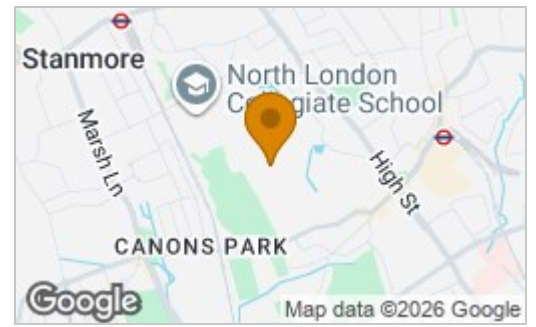 Stanmore
North London
Collegiate School
Marsh Ln
High St
CANONS PARK
Google
Map data ©2026 Google